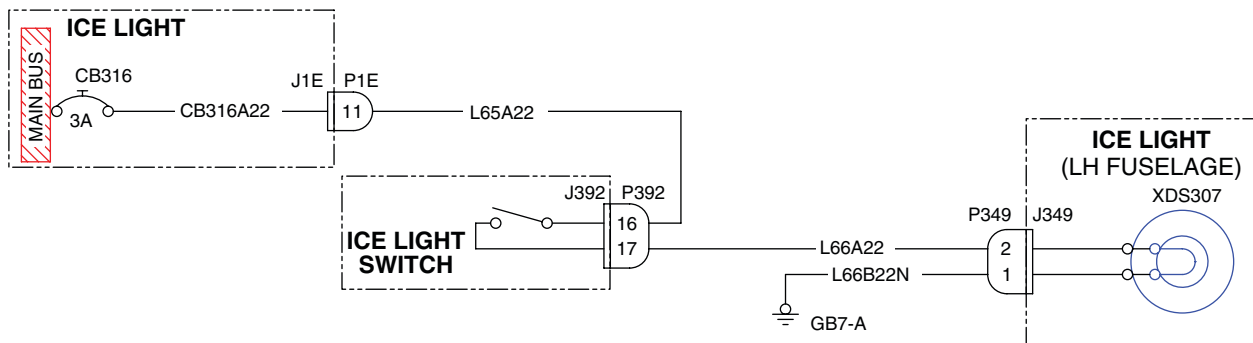 ICE LIGHT
MAIN BUS
CB316
3A
CB316A22
J1E
P1E
11
L65A22
ICE LIGHT
SWITCH
J392
P392
16
17
L66A22
L66B22N
GB7-A
P349
J349
2
1
ICE LIGHT
(LH FUSELAGE)
XDS307